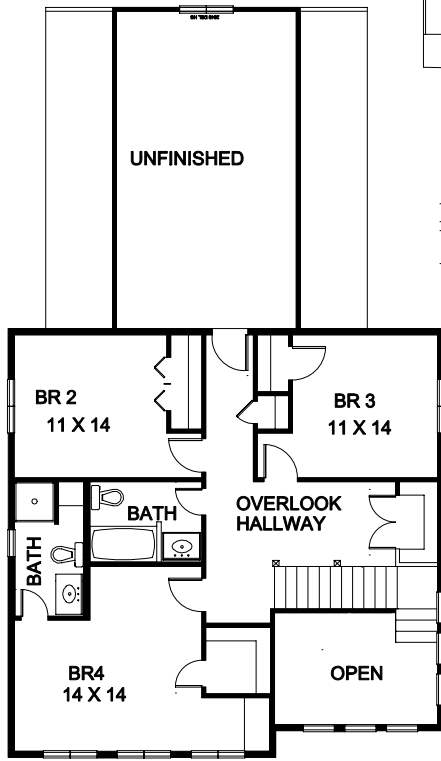 UNFINISHED
BR 2
11 X 14
BR 3
11 X 14
BATH
OVERLOOK
HALLWAY
BATH
BR4
14 X 14
OPEN